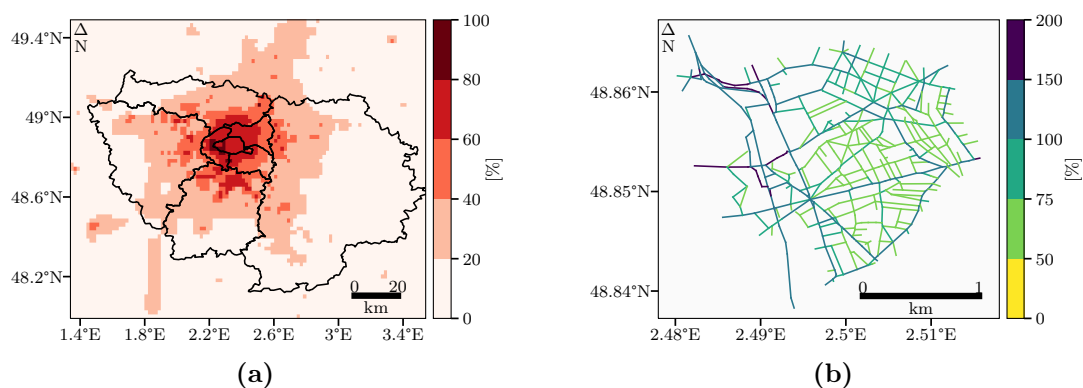 49.4°N
49°N
48.6°N
48.2°N
Δ
N
0 20
km
1.4°E 1.8°E 2.2°E 2.6°E 3°E 3.4°E
100
80
60
40
20
0
[%]
(a)
48.86°N
48.85°N
48.84°N
Δ
N
0 1
km
2.48°E 2.49°E 2.5°E 2.51°E
200
150
100
75
50
0
[%]
(b)